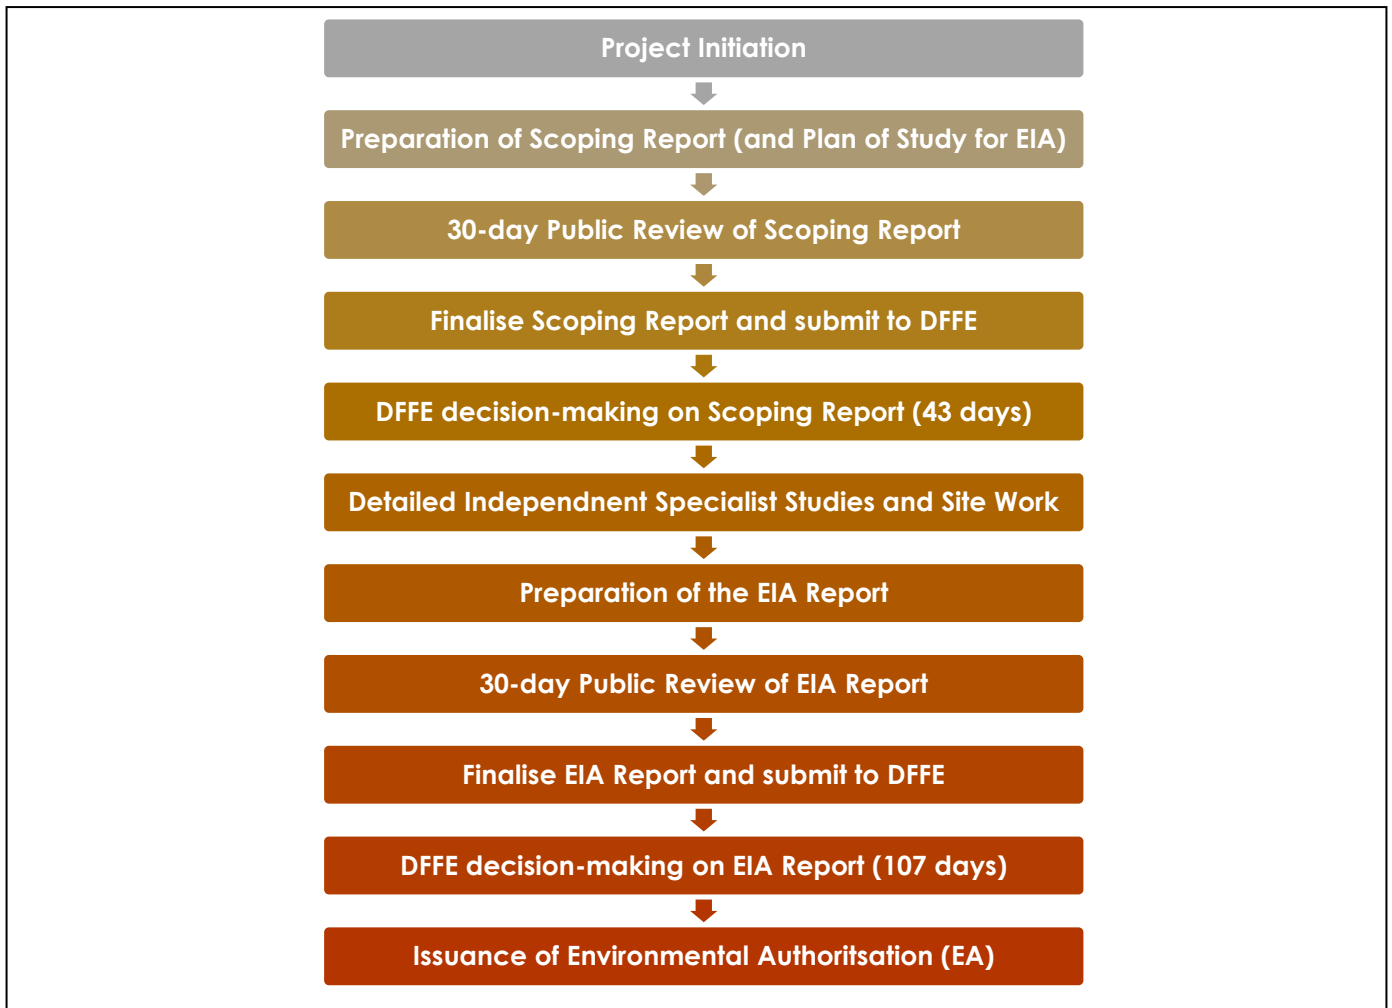 Project Initiation
Preparation of Scoping Report (and Plan of Study for EIA)
30-day Public Review of Scoping Report
Finalise Scoping Report and submit to DFFE
DFFE decision-making on Scoping Report (43 days)
Detailed Independnent Specialist Studies and Site Work
Preparation of the EIA Report
30-day Public Review of EIA Report
Finalise EIA Report and submit to DFFE
DFFE decision-making on EIA Report (107 days)
Issuance of Environmental Authoritsation (EA)